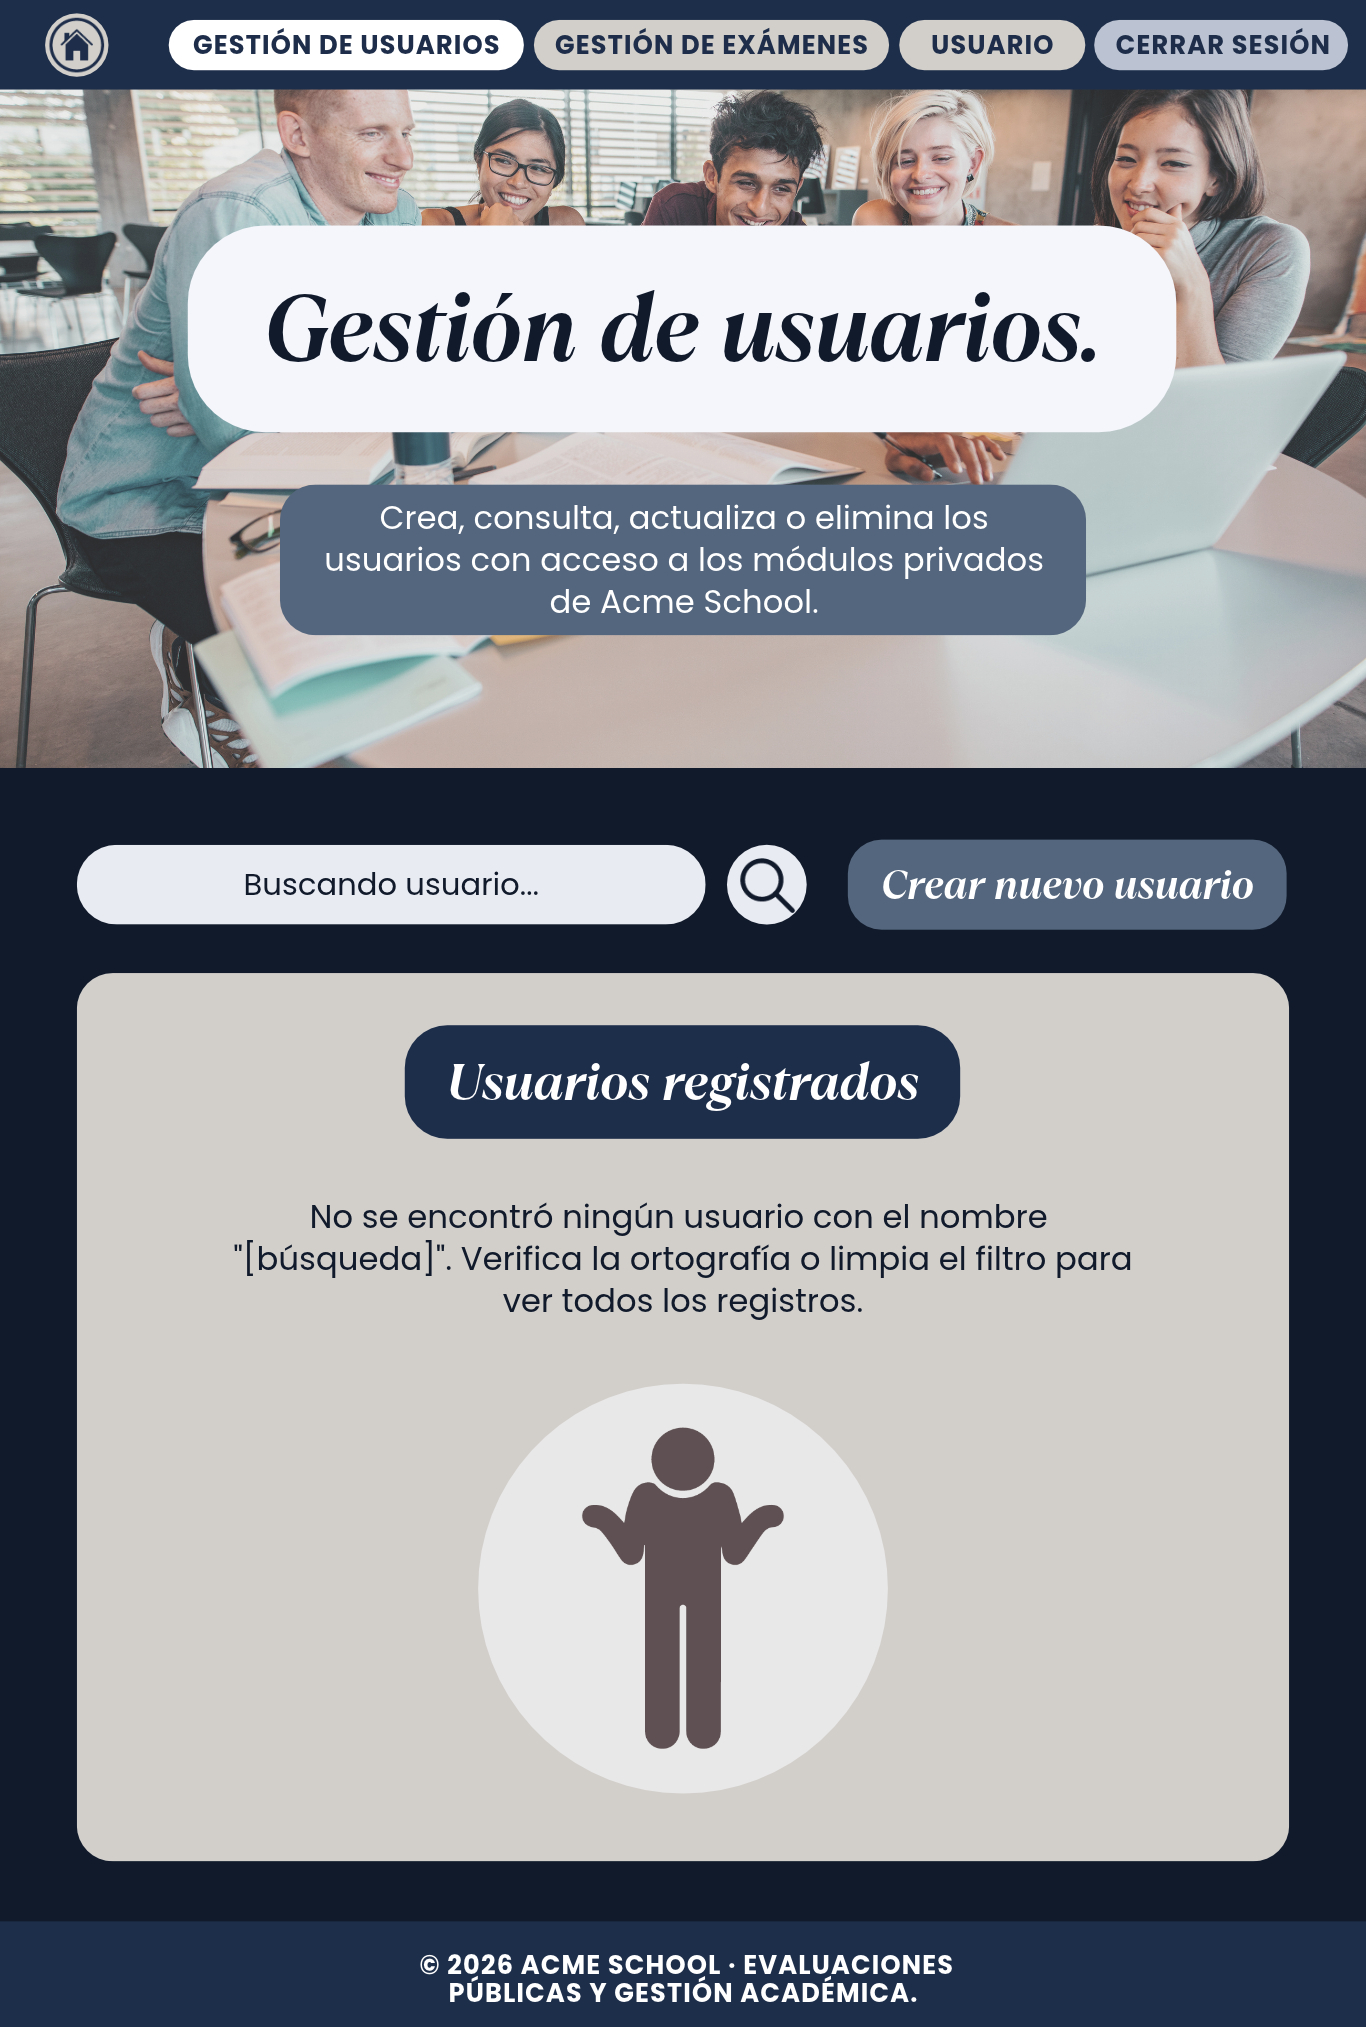 GESTIÓN DE USUARIOS
GESTIÓN DE EXÁMENES
USUARIO
CERRAR SESIÓN
Gestión de usuarios.
Crea, consulta, actualiza o elimina los
usuarios con acceso a los módulos privados
de Acme School.
Buscando usuario...
Crear nuevo usuario
Usuarios registrados
No se encontró ningún usuario con el nombre
"[búsqueda]". Verifica la ortografía o limpia el filtro para
ver todos los registros.
© 2026 ACME SCHOOL · EVALUACIONES
PÚBLICAS Y GESTIÓN ACADÉMICA.